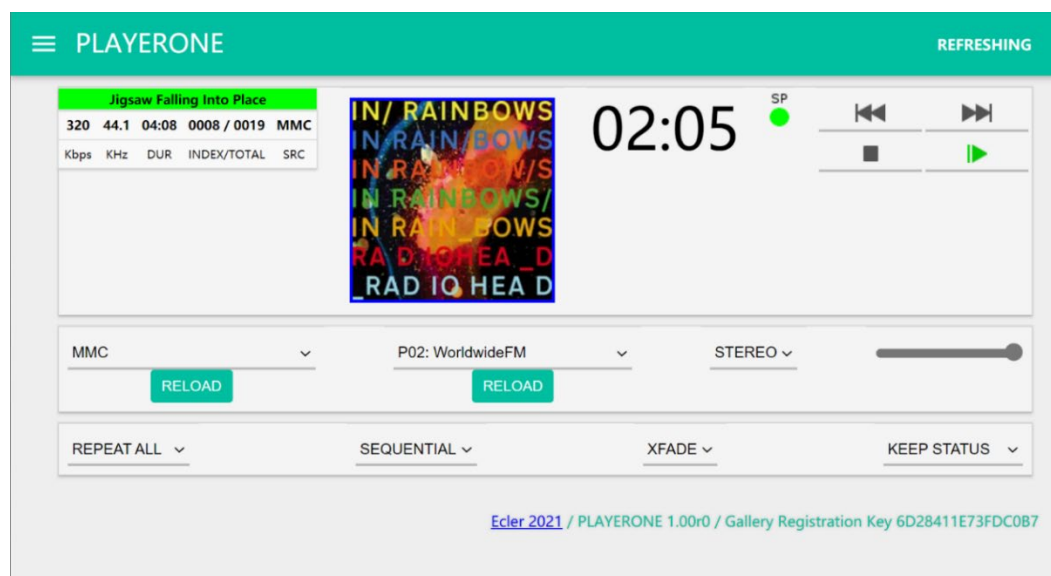 PLAYERONE
REFRESHING
Jigsaw Falling Into Place
320 44.1 04:08 0008 / 0019 MMC
Kbps KHz DUR INDEX/TOTAL SRC
IN/ RAINBOWS
IN RAIN/BOWS
IN RAINBOW/S
IN RAINBOWS/
IN RAIN_BOWS
RA D IOHEA _D
_RAD IO HEA D
02:05
SP
MMC
P02: WorldwideFM
STEREO
RELOAD
RELOAD
REPEAT ALL
SEQUENTIAL
XFADE
KEEP STATUS
Ecler 2021 / PLAYERONE 1.00r0 / Gallery Registration Key 6D28411E73FDC0B7